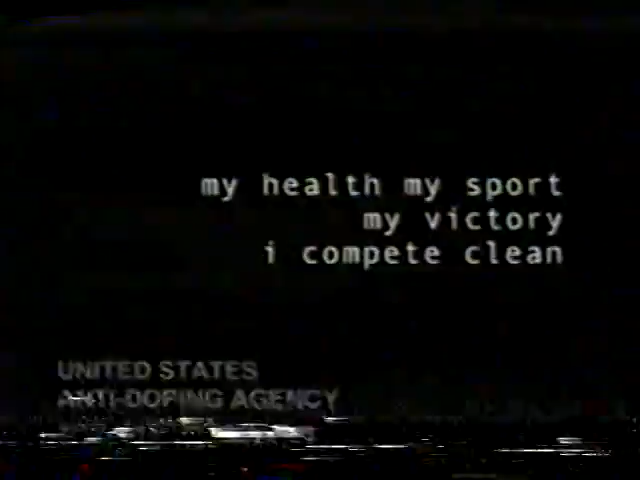 my health my sport
my victory
i compete clean
UNITED STATES
ANTI-DOPING AGENCY